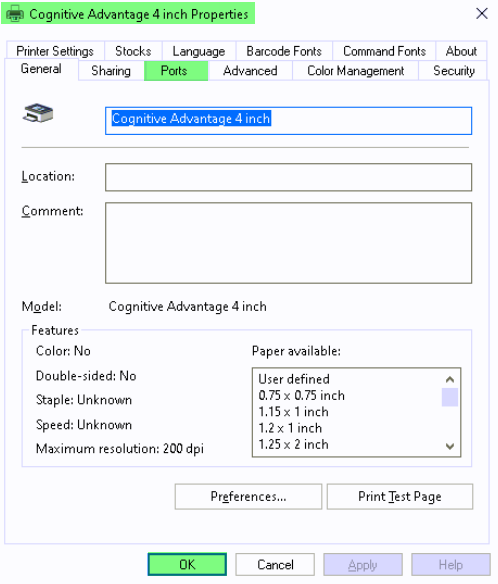 Cognitive Advantage 4 inch Properties
Printer Settings Stocks Language Barcode Fonts Command Fonts About
General Sharing Ports Advanced Color Management Security
Cognitive Advantage 4 inch
Location:
Comment:
Model: Cognitive Advantage 4 inch
Features
Color: No Paper available:
Double-sided: No User defined
Staple: Unknown 0.75 x 0.75 inch
Speed: Unknown 1.15 x 1 inch
Maximum resolution: 200 dpi 1.2 x 1 inch
1.25 x 2 inch
Preferences... Print Test Page
OK Cancel Apply Help